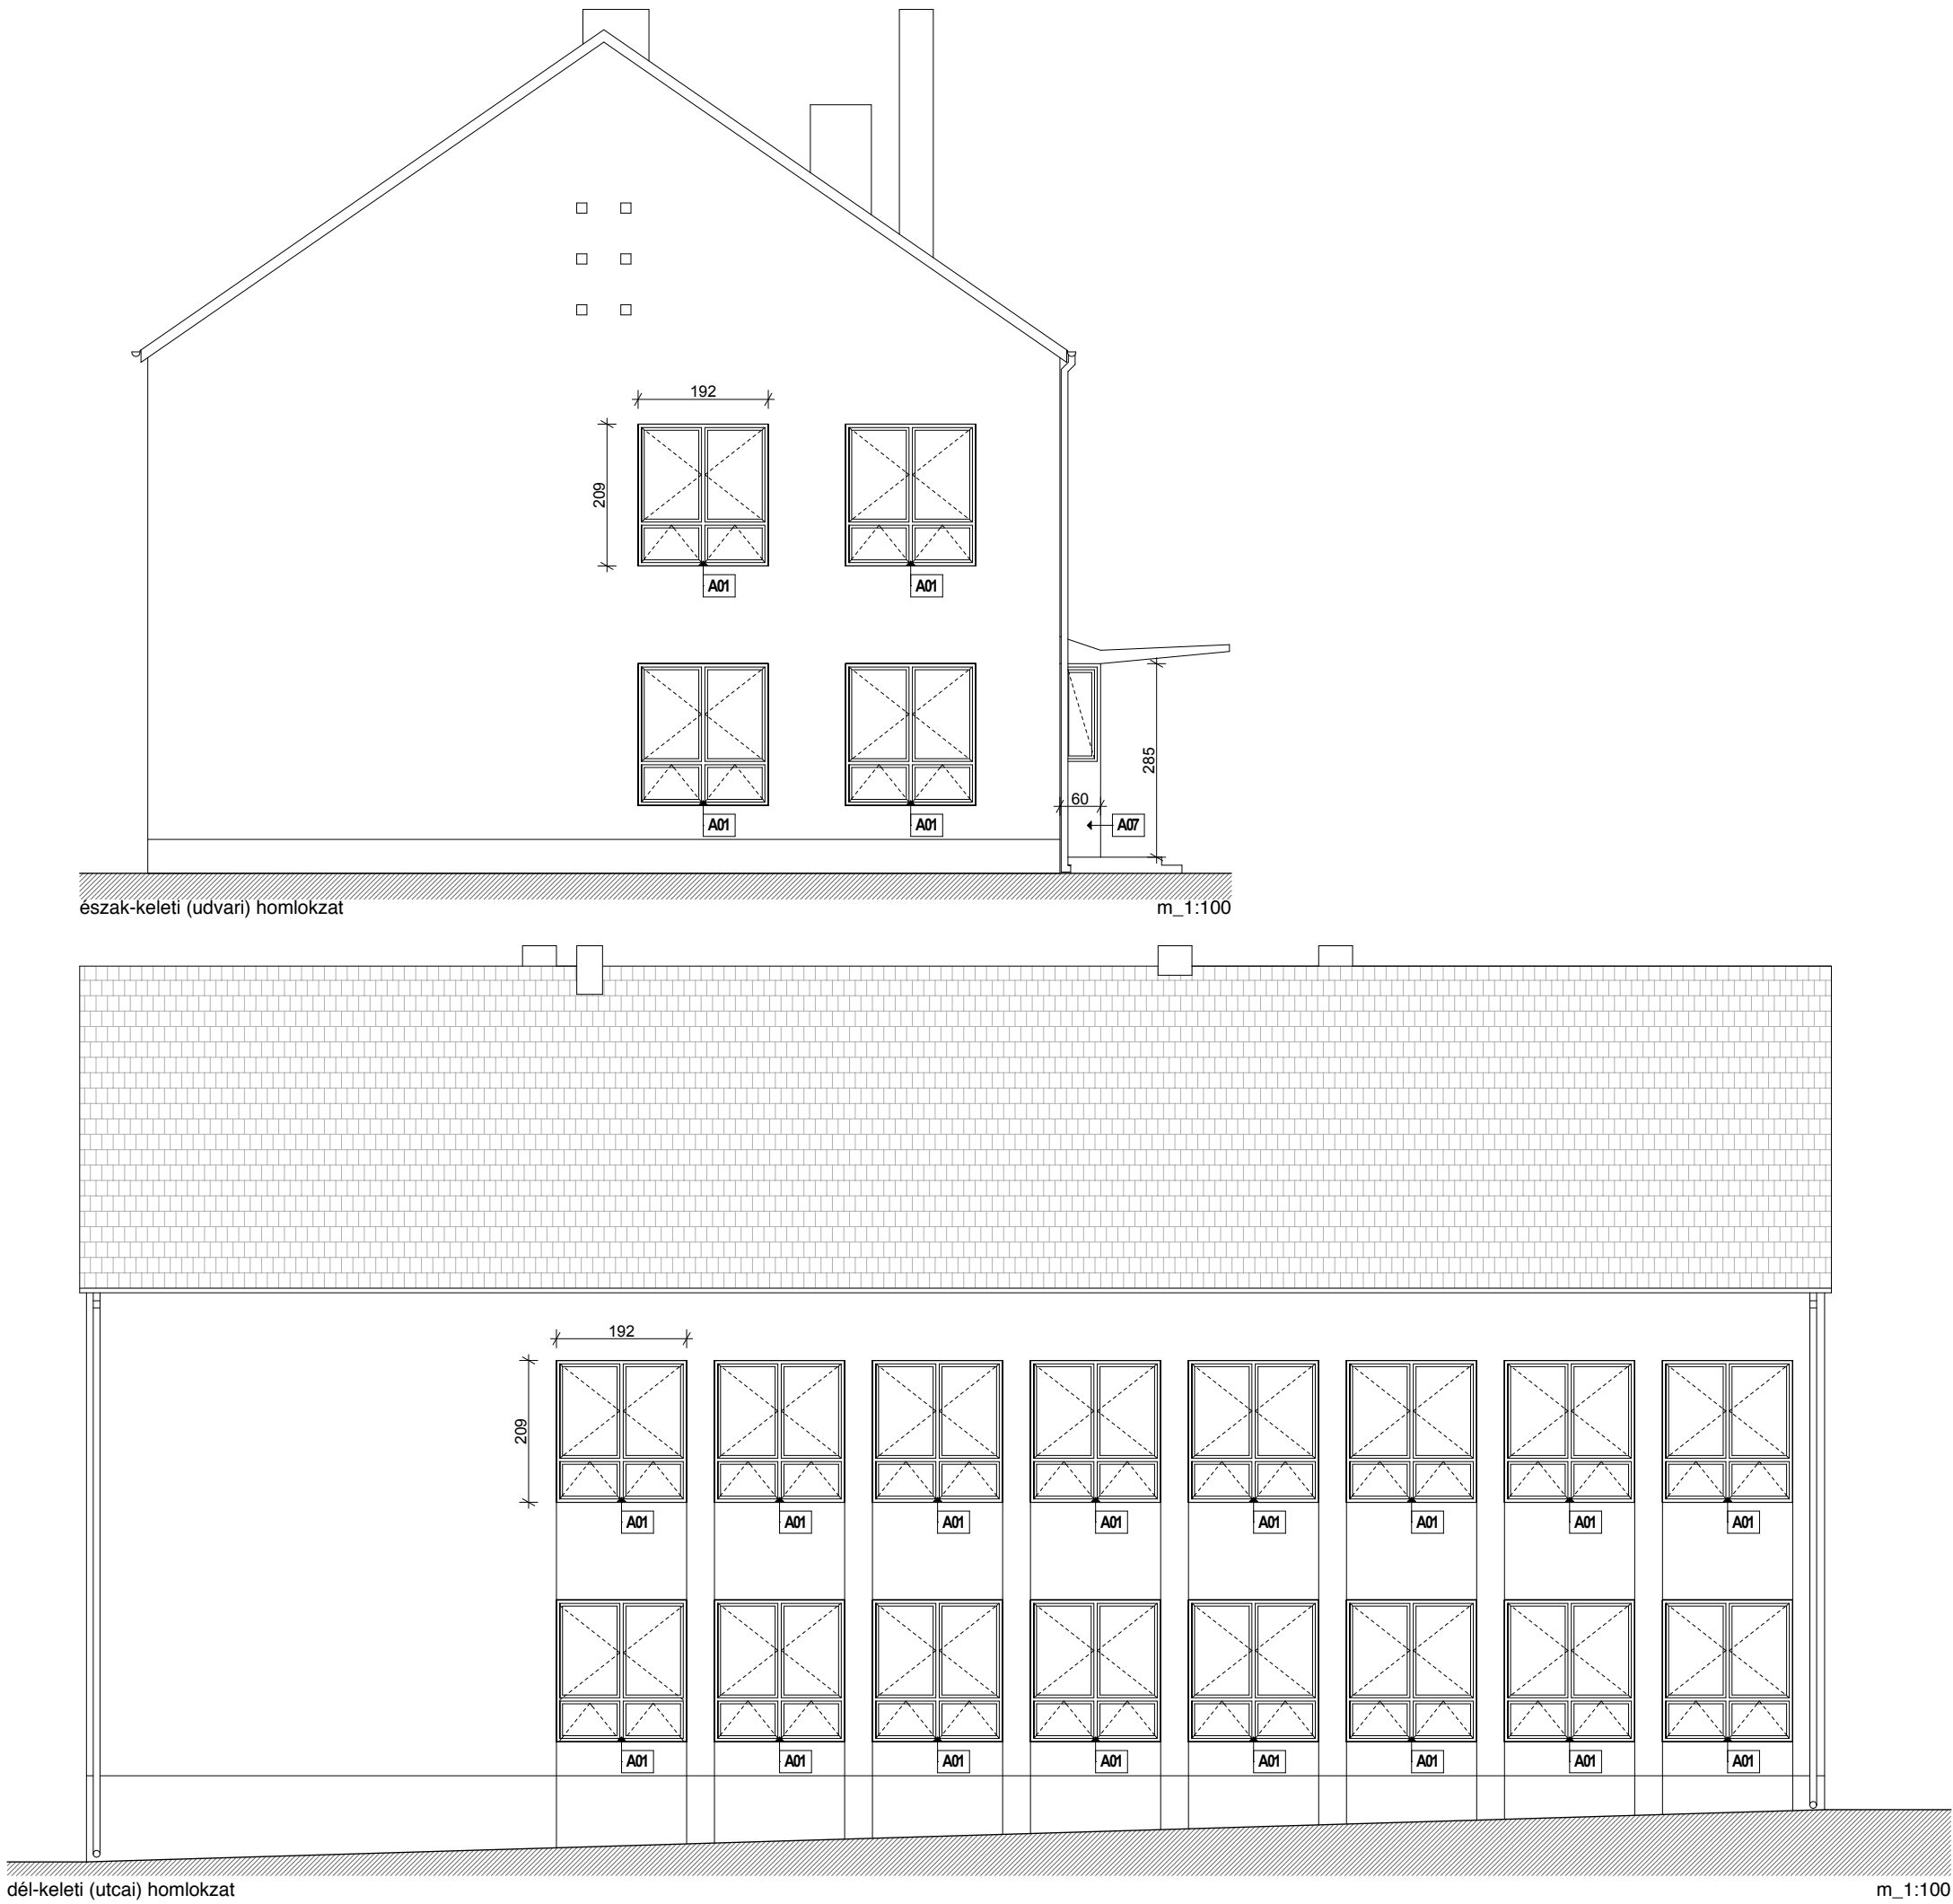 192
209
A01 A01
285
60
A01 A01 A07
észak-keleti (udvari) homlokzat m_1:100
192
209
A01 A01 A01 A01 A01 A01 A01 A01
A01 A01 A01 A01 A01 A01 A01 A01
dél-keleti (utcai) homlokzat m_1:100